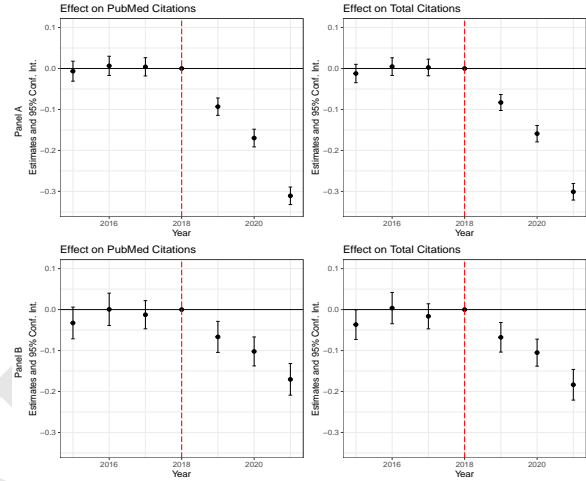 Effect on PubMed Citations
Effect on Total Citations
Panel A
Estimates and 95% Conf. Int.
0.1
0.0
−0.1
−0.2
−0.3
2016
2018
2020
Year
Estimates and 95% Conf. Int.
0.1
0.0
−0.1
−0.2
−0.3
2016
2018
2020
Year
Effect on PubMed Citations
Effect on Total Citations
Panel B
Estimates and 95% Conf. Int.
0.1
0.0
−0.1
−0.2
−0.3
2016
2018
2020
Year
Estimates and 95% Conf. Int.
0.1
0.0
−0.1
−0.2
−0.3
2016
2018
2020
Year